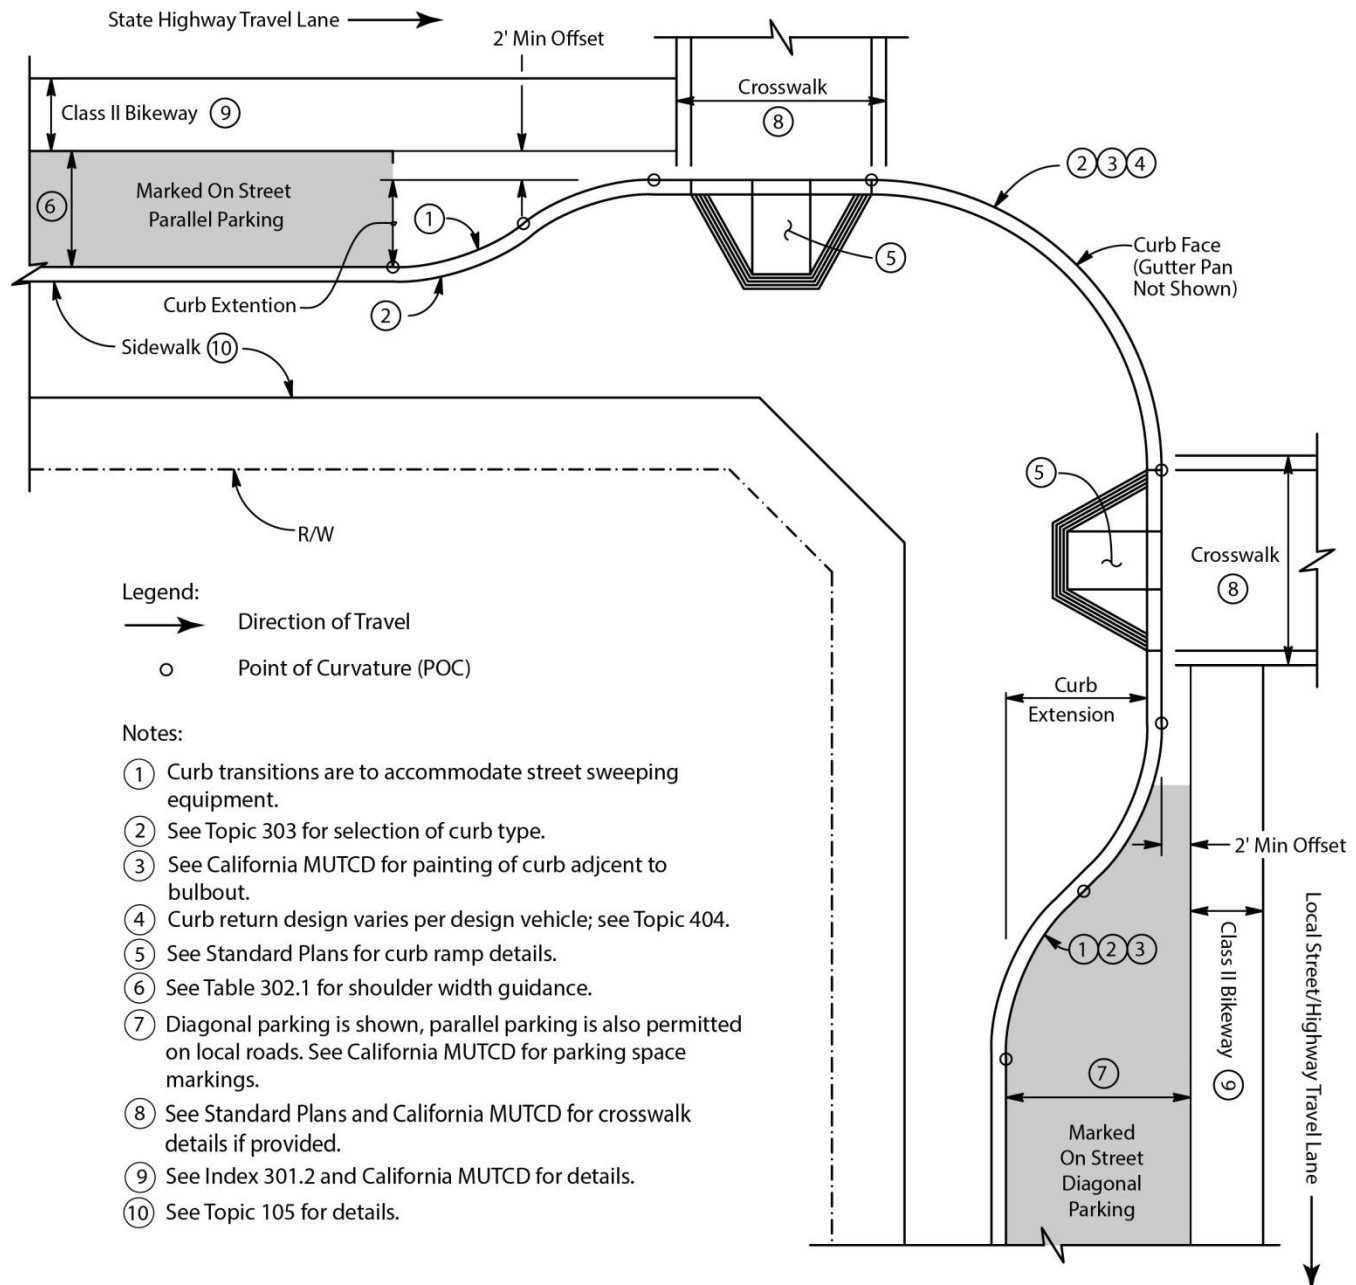 State Highway Travel Lane
2' Min Offset
Class II Bikeway 9
Crosswalk
8
2 3 4
6
Marked On Street
Parallel Parking
1
5
Curb Face
(Gutter Pan
Not Shown)
Curb Extention
2
Sidewalk 10
5
R/W
Crosswalk
8
Legend:
Direction of Travel
Point of Curvature (POC)
Curb
Extension
Notes:
1 Curb transitions are to accommodate street sweeping
equipment.
2 See Topic 303 for selection of curb type.
3 See California MUTCD for painting of curb adjcent to
bulbout.
4 Curb return design varies per design vehicle; see Topic 404.
5 See Standard Plans for curb ramp details.
6 See Table 302.1 for shoulder width guidance.
7 Diagonal parking is shown, parallel parking is also permitted
on local roads. See California MUTCD for parking space
markings.
8 See Standard Plans and California MUTCD for crosswalk
details if provided.
9 See Index 301.2 and California MUTCD for details.
10 See Topic 105 for details.
2' Min Offset
1 2 3
7
Marked
On Street
Diagonal
Parking
Class II Bikeway 9
Local Street/Highway Travel Lane